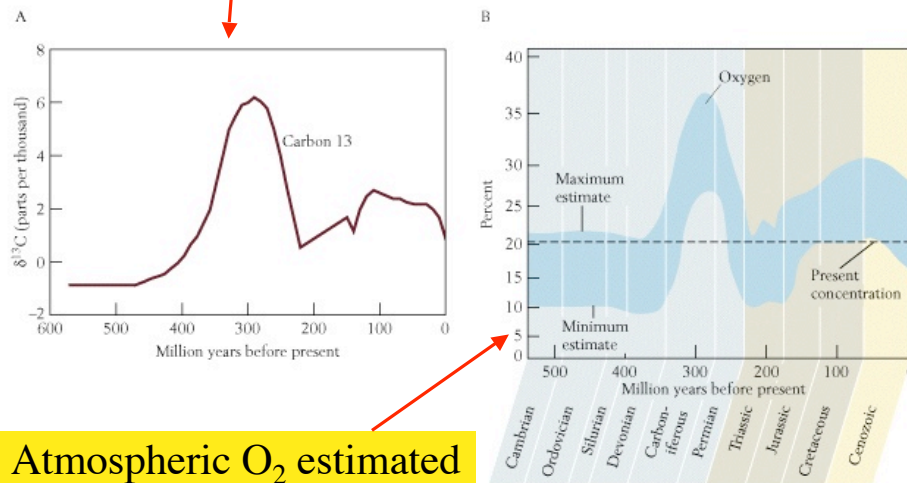 A
8
6
4
2
0
−2
δ¹³C (parts per thousand)
Carbon 13
600 500 400 300 200 100 0
Million years before present
B
40
35
30
25
20
15
10
5
0
Percent
Oxygen
Maximum
estimate
Minimum
estimate
Present
concentration
500 400 300 200 100
Million years before present
Cambrian
Ordovician
Silurian
Devonian
Carbon-
iferous
Permian
Triassic
Jurassic
Cretaceous
Cenozoic
Atmospheric O₂ estimated